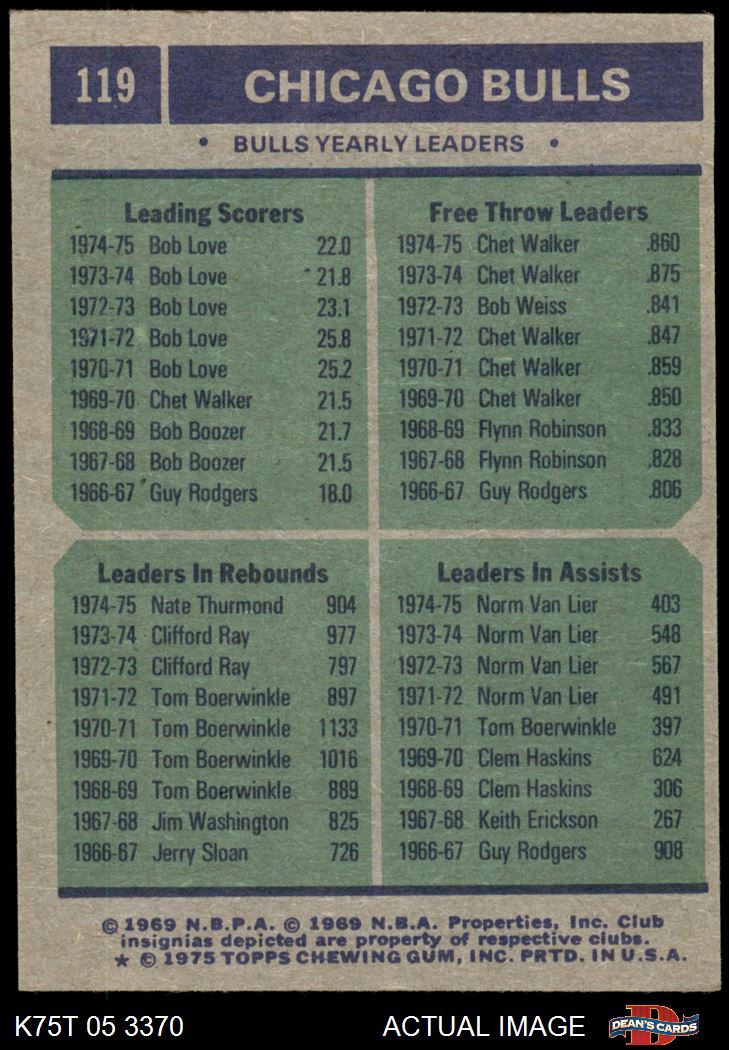 119 CHICAGO BULLS
• BULLS YEARLY LEADERS •
Leading Scorers
1974-75 Bob Love 22.0
1973-74 Bob Love 21.8
1972-73 Bob Love 23.1
1971-72 Bob Love 25.8
1970-71 Bob Love 25.2
1969-70 Chet Walker 21.5
1968-69 Bob Boozer 21.7
1967-68 Bob Boozer 21.5
1966-67 Guy Rodgers 18.0
Free Throw Leaders
1974-75 Chet Walker .860
1973-74 Chet Walker .875
1972-73 Bob Weiss .841
1971-72 Chet Walker .847
1970-71 Chet Walker .859
1969-70 Chet Walker .850
1968-69 Flynn Robinson .833
1967-68 Flynn Robinson .828
1966-67 Guy Rodgers .806
Leaders In Rebounds
1974-75 Nate Thurmond 904
1973-74 Clifford Ray 977
1972-73 Clifford Ray 797
1971-72 Tom Boerwinkle 897
1970-71 Tom Boerwinkle 1133
1969-70 Tom Boerwinkle 1016
1968-69 Tom Boerwinkle 889
1967-68 Jim Washington 825
1966-67 Jerry Sloan 726
Leaders In Assists
1974-75 Norm Van Lier 403
1973-74 Norm Van Lier 548
1972-73 Norm Van Lier 567
1971-72 Norm Van Lier 491
1970-71 Tom Boerwinkle 397
1969-70 Clem Haskins 624
1968-69 Clem Haskins 306
1967-68 Keith Erickson 267
1966-67 Guy Rodgers 908
© 1969 N.B.P.A. © 1969 N.B.A. Properties, Inc. Club
insignias depicted are property of respective clubs.
★ © 1975 TOPPS CHEWING GUM, INC. PRTD. IN U.S.A.
K75T 05 3370 ACTUAL IMAGE DEAN'S CARDS